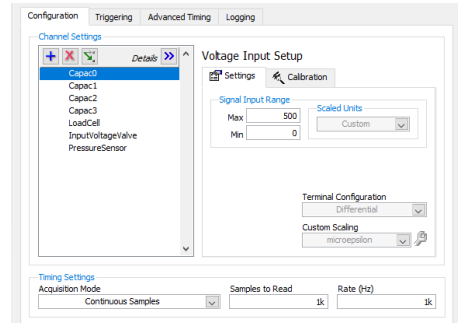 Configuration Triggering Advanced Timing Logging
Channel Settings
Details
Capac0
Capac1
Capac2
Capac3
LoadCell
InputVoltageValve
PressureSensor
Voltage Input Setup
Settings Calibration
Signal Input Range
Max 500
Min 0
Scaled Units
Custom
Terminal Configuration
Differential
Custom Scaling
microepsilon
Timing Settings
Acquisition Mode Samples to Read Rate (Hz)
Continuous Samples 1k 1k